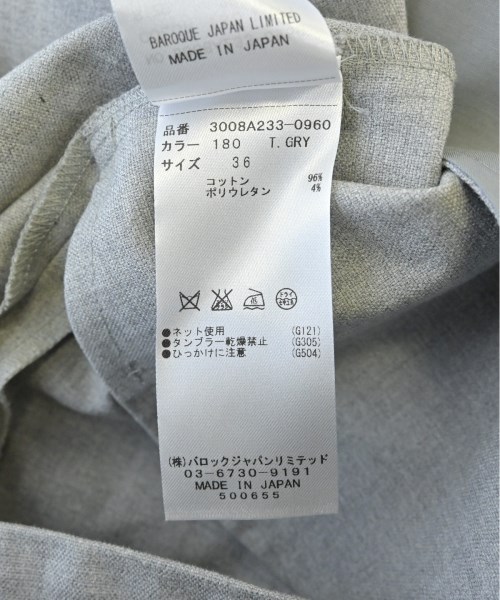 BAROQUE JAPAN LIMITED
MADE IN JAPAN
品番 3008A233-0960
カラー 180 T.GRY
サイズ 36
コットン 96%
ポリウレタン 4%
ドライ
●ネット使用 (G121)
●タンブラー乾燥禁止 (G305)
●ひっかけに注意 (G504)
(株)バロックジャパンリミテッド
03-6730-9191
MADE IN JAPAN
500655